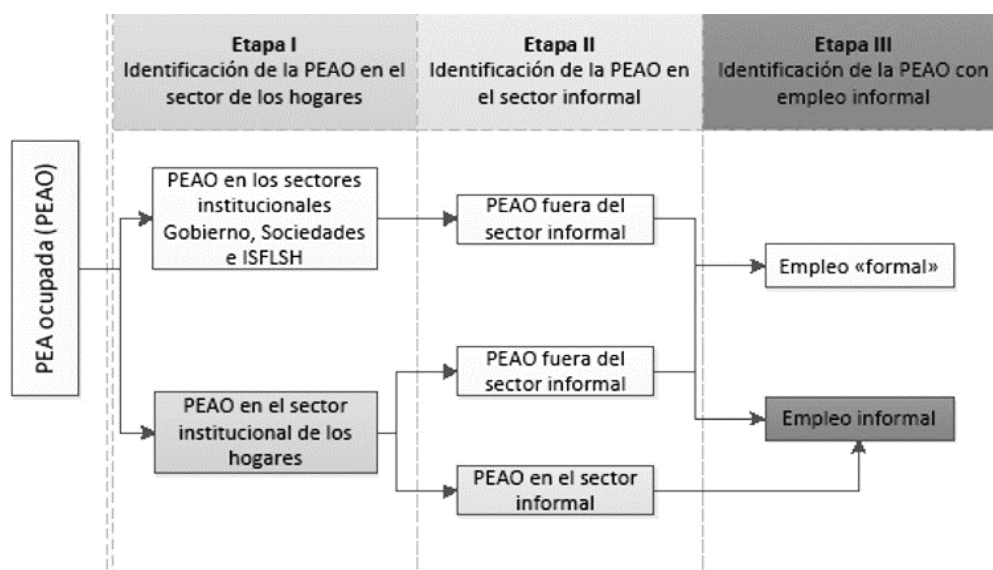 Etapa I
Identificación de la PEAO en el
sector de los hogares
Etapa II
Identificación de la PEAO en
el sector informal
Etapa III
Identificación de la PEAO con
empleo informal
PEA ocupada (PEAO)
PEAO en los sectores
institucionales
Gobierno, Sociedades
e ISFLSH
PEAO en el sector
institucional de los
hogares
PEAO fuera del
sector informal
PEAO fuera del
sector informal
PEAO en el sector
informal
Empleo «formal»
Empleo informal